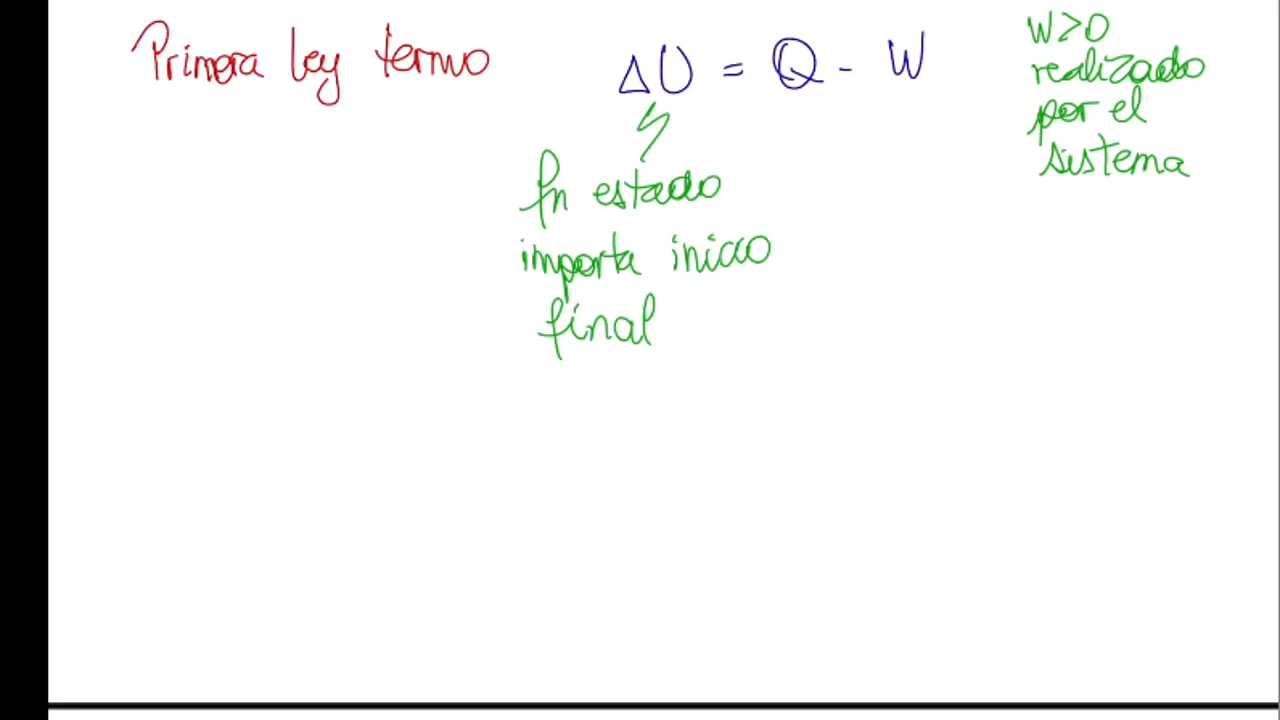 Primera ley termo
ΔU = Q - W
W>0
realizado
por el
sistema
fn estado
importa inicio
final